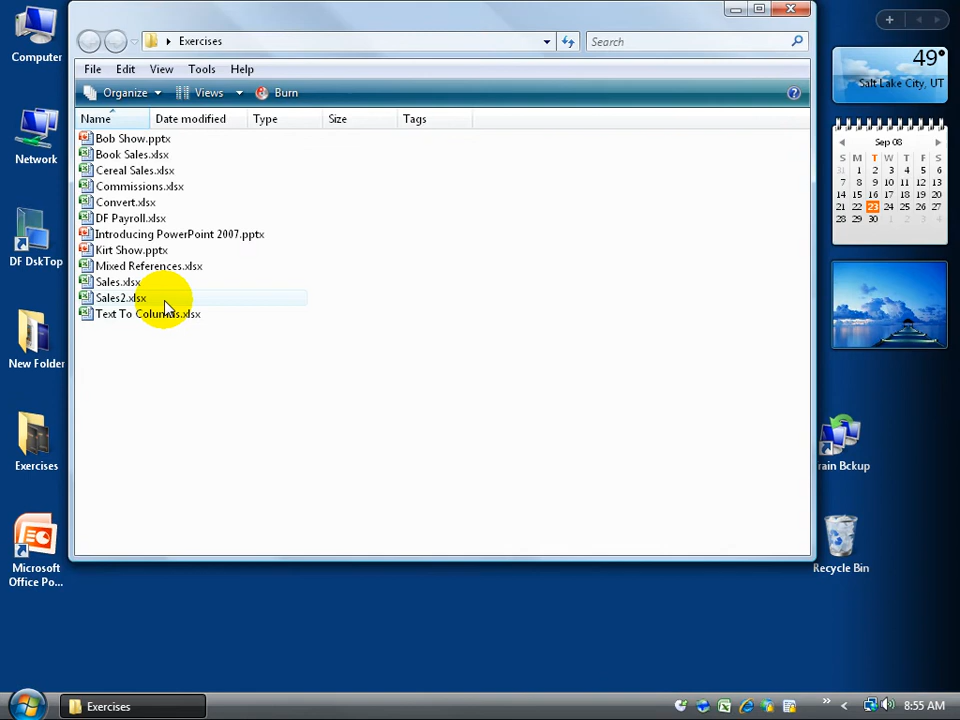 Computer
Network
DF DskTop
New Folder
Exercises
Microsoft
Office Po...
Exercises
Search
File Edit View Tools Help
Organize Views Burn
Name Date modified Type Size Tags
Bob Show.pptx
Book Sales.xlsx
Cereal Sales.xlsx
Commissions.xlsx
Convert.xlsx
DF Payroll.xlsx
Introducing PowerPoint 2007.pptx
Kirt Show.pptx
Mixed References.xlsx
Sales.xlsx
Sales2.xlsx
Text To Columns.xlsx
49°
Salt Lake City, UT
Sep 08
S M T W T F S
31 1 2 3 4 5 6
7 8 9 10 11 12 13
14 15 16 17 18 19 20
21 22 23 24 25 26 27
28 29 30 1 2 3 4
rain Bckup
Recycle Bin
Exercises
8:55 AM